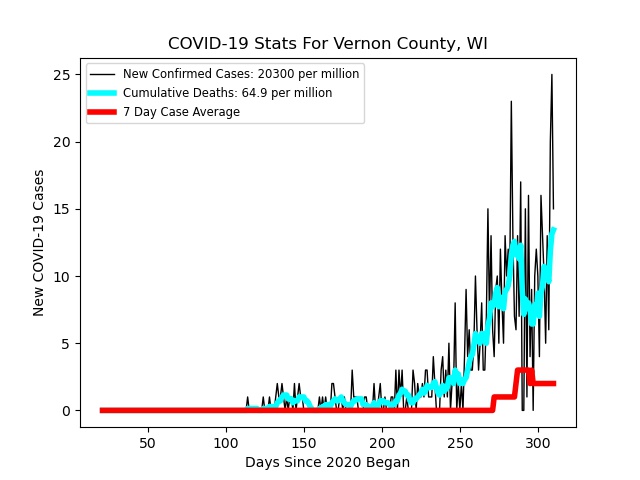 COVID-19 Stats For Vernon County, WI
New Confirmed Cases: 20300 per million
Cumulative Deaths: 64.9 per million
7 Day Case Average
25
20
15
10
5
0
New COVID-19 Cases
50 100 150 200 250 300
Days Since 2020 Began